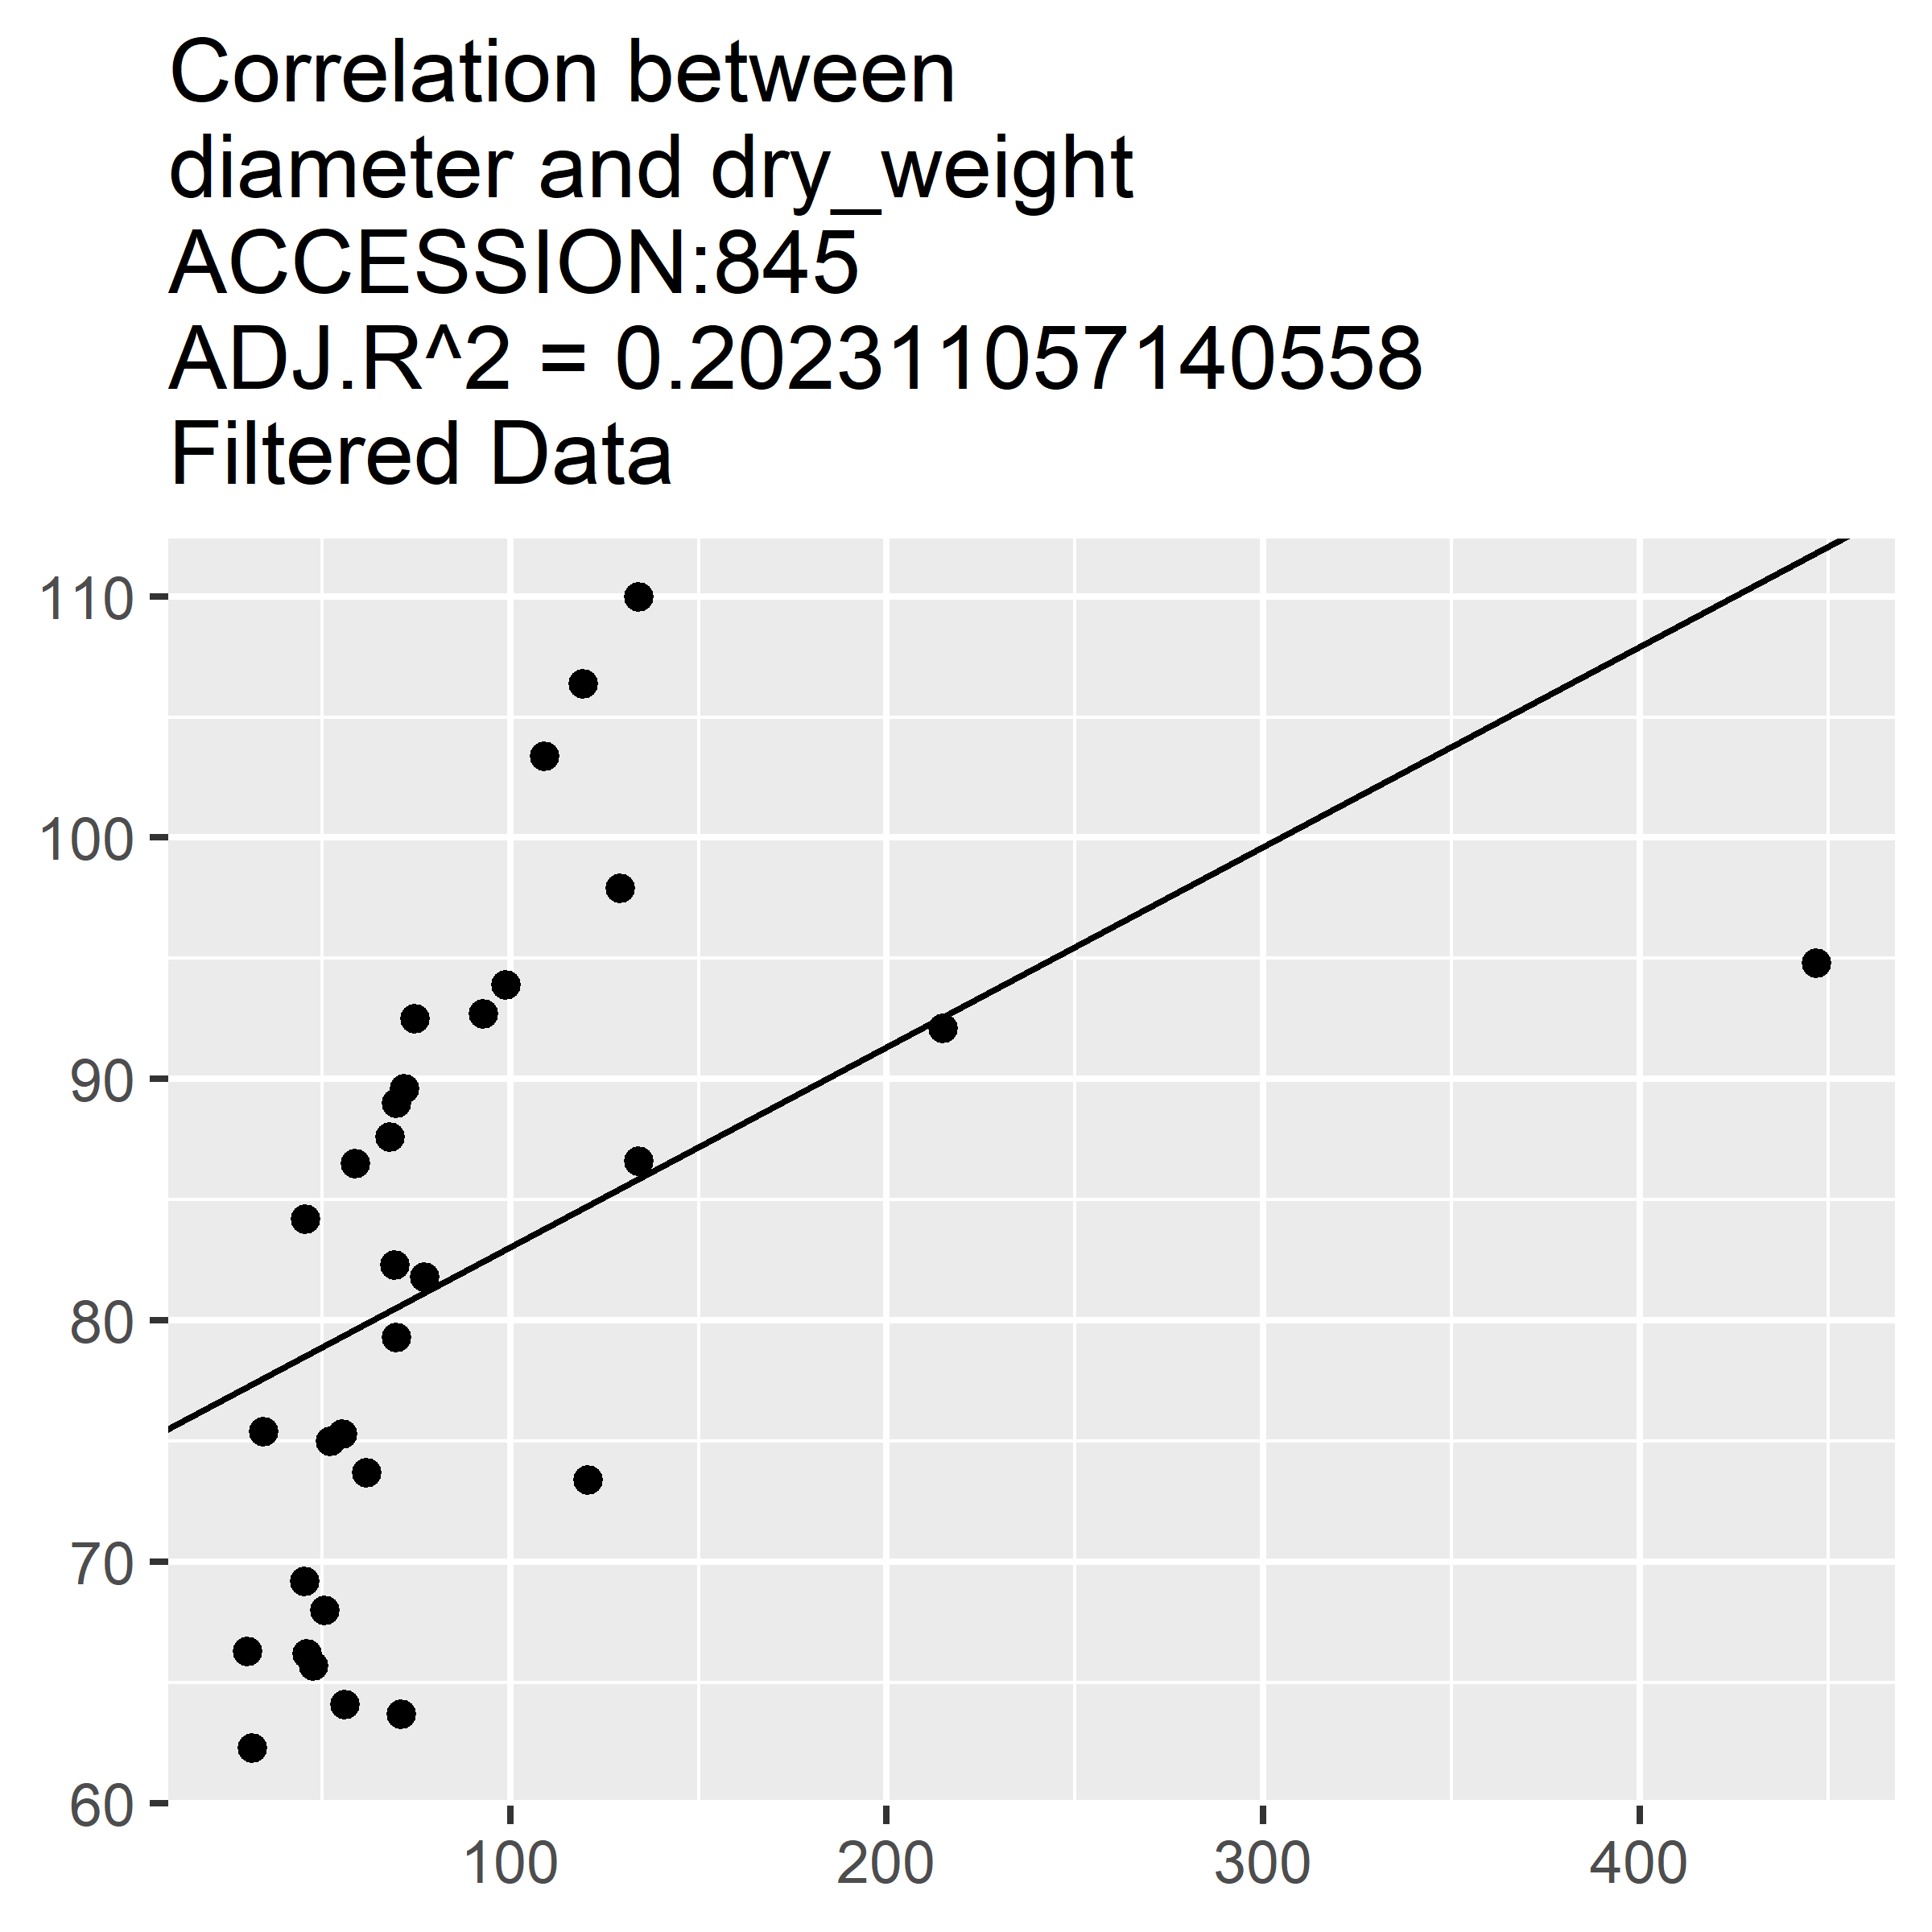 Correlation between
diameter and dry_weight
ACCESSION:845
ADJ.R^2 = 0.202311057140558
Filtered Data
110
100
90
80
70
60
100 200 300 400